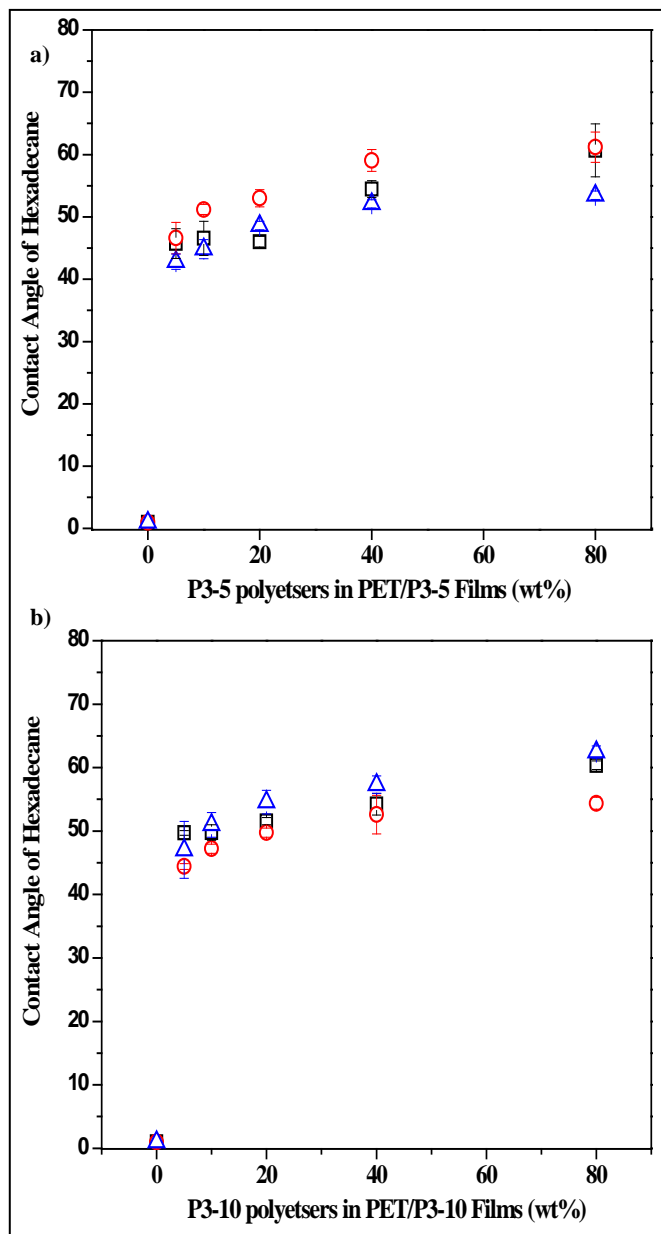 a)
80
70
60
50
40
30
20
10
0
Contact Angle of Hexadecane
0 20 40 60 80
P3-5 polyetsers in PET/P3-5 Films (wt%)
b)
80
70
60
50
40
30
20
10
0
Contact Angle of Hexadecane
0 20 40 60 80
P3-10 polyetsers in PET/P3-10 Films (wt%)